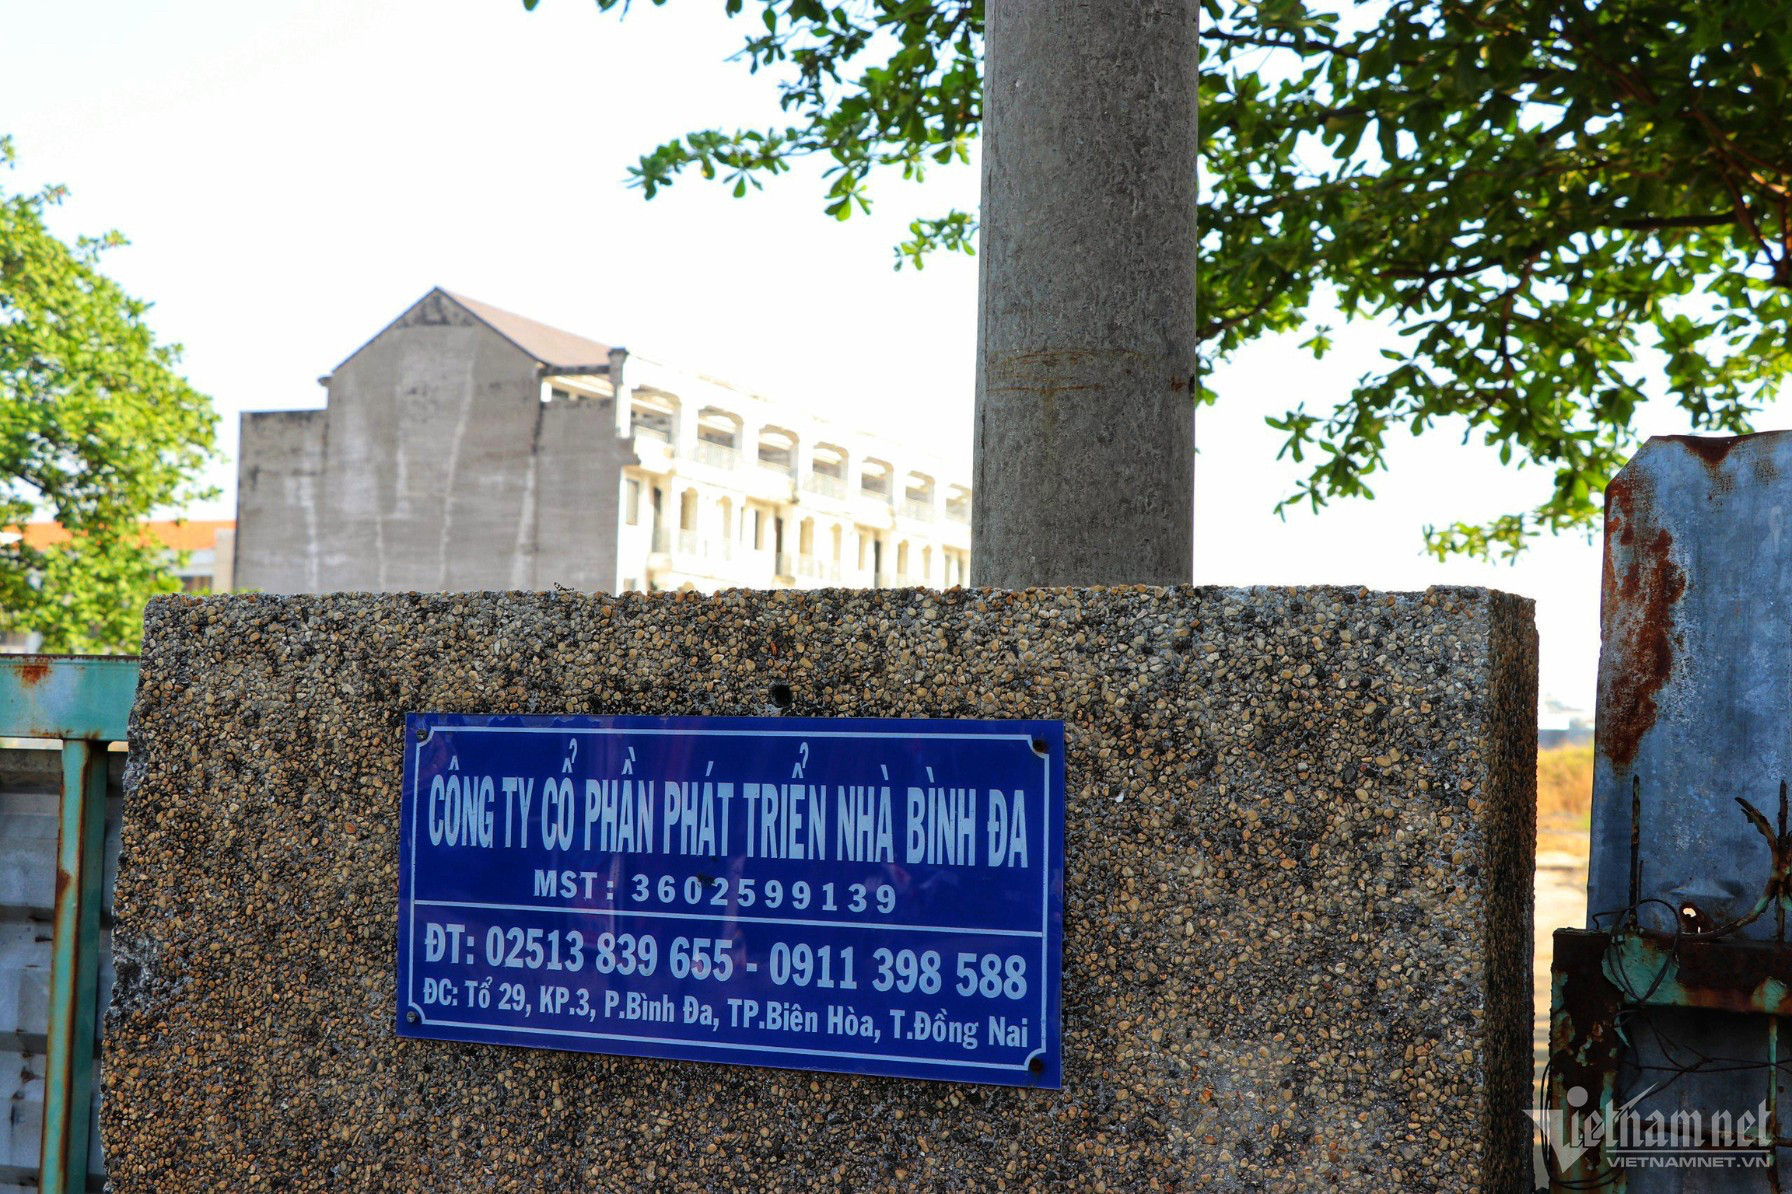 CÔNG TY CỔ PHẦN PHÁT TRIỂN NHÀ BÌNH ĐA
MST: 3602599139
ĐT: 02513 839 655 - 0911 398 588
ĐC: Tổ 29, KP.3, P.Bình Đa, TP.Biên Hòa, T.Đồng Nai
Vietnamnet
VIETNAMNET.VN